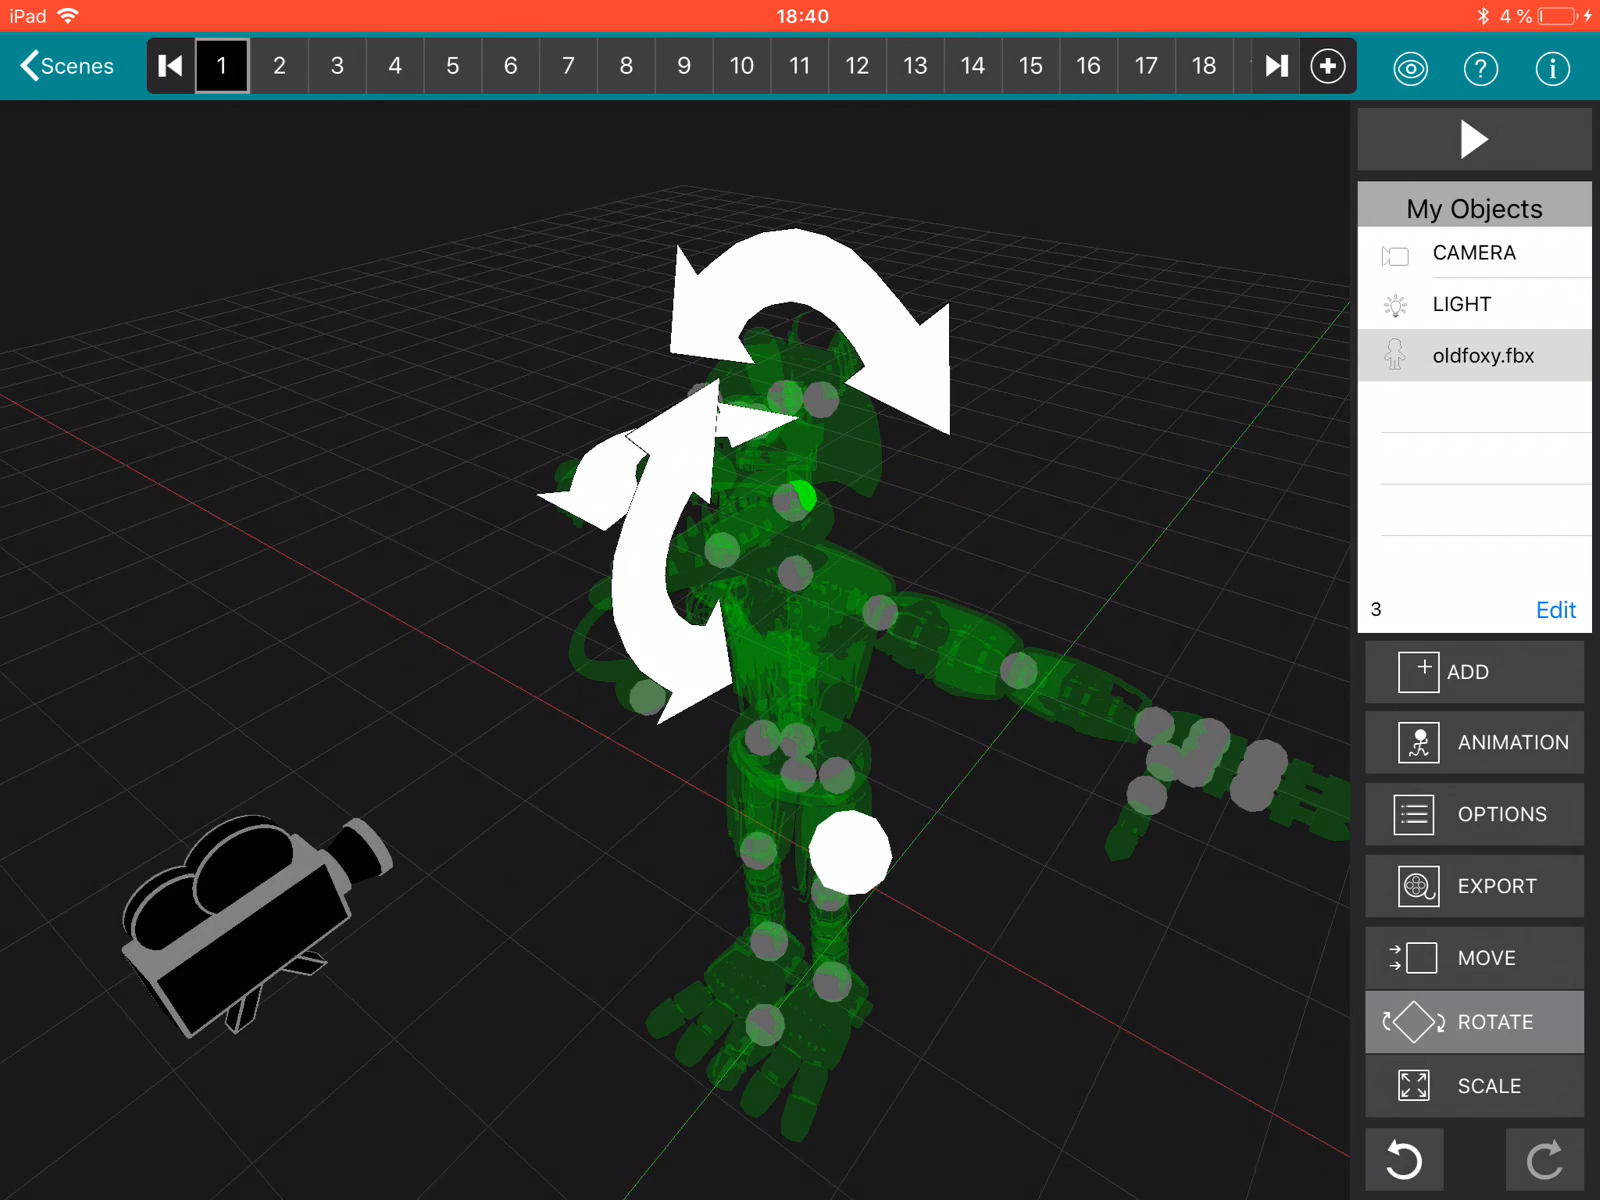 iPad 18:40 4 %
Scenes 1 2 3 4 5 6 7 8 9 10 11 12 13 14 15 16 17 18
My Objects
CAMERA
LIGHT
oldfoxy.fbx
3 Edit
ADD
ANIMATION
OPTIONS
EXPORT
MOVE
ROTATE
SCALE